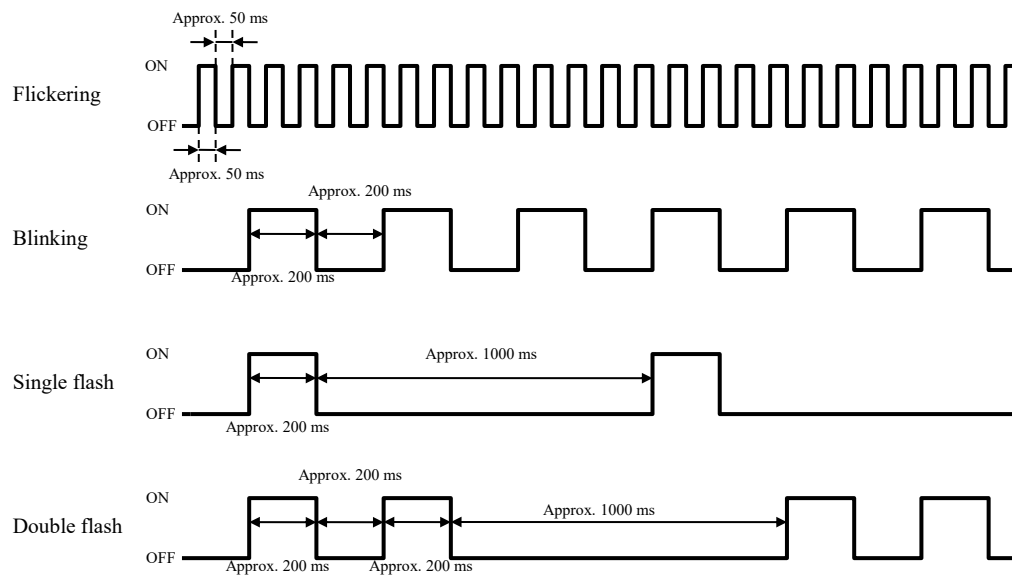 Approx. 50 ms
ON
Flickering
OFF
Approx. 50 ms
Approx. 200 ms
ON
Blinking
OFF
Approx. 200 ms
ON
Approx. 1000 ms
Single flash
OFF
Approx. 200 ms
Approx. 200 ms
ON
Approx. 1000 ms
Double flash
OFF
Approx. 200 ms
Approx. 200 ms